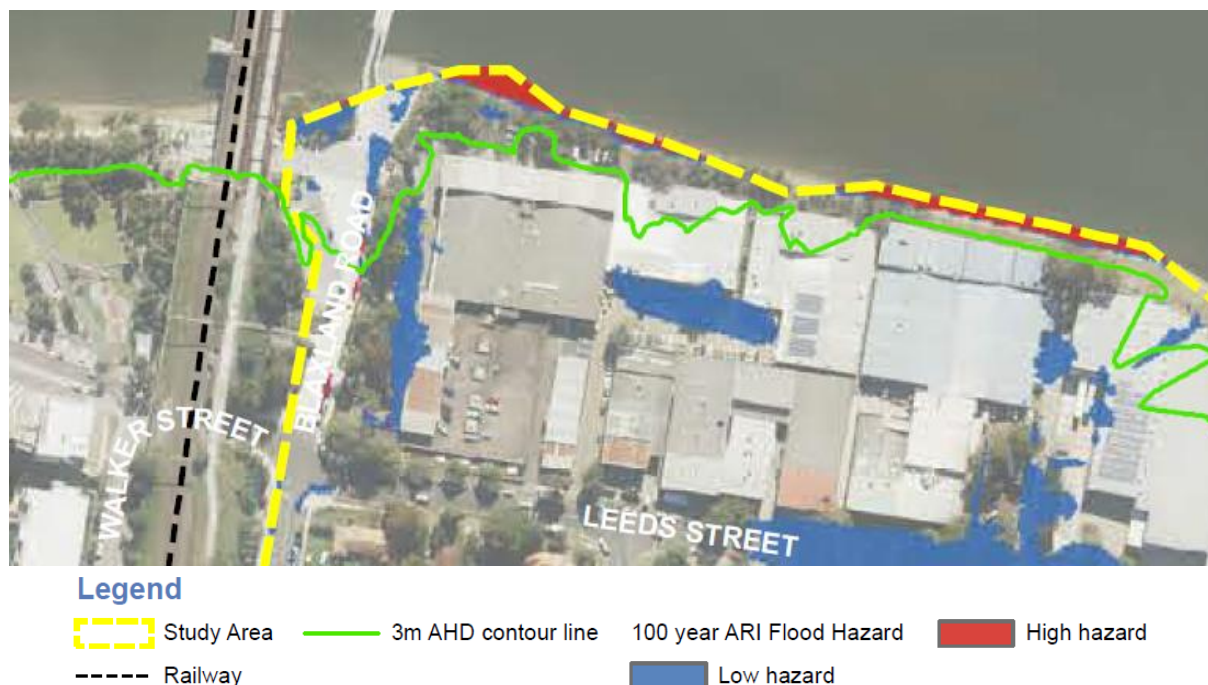 WALKER STREET
BLAXLAND ROAD
LEEDS STREET
Legend
Study Area
3m AHD contour line
100 year ARI Flood Hazard
High hazard
Railway
Low hazard